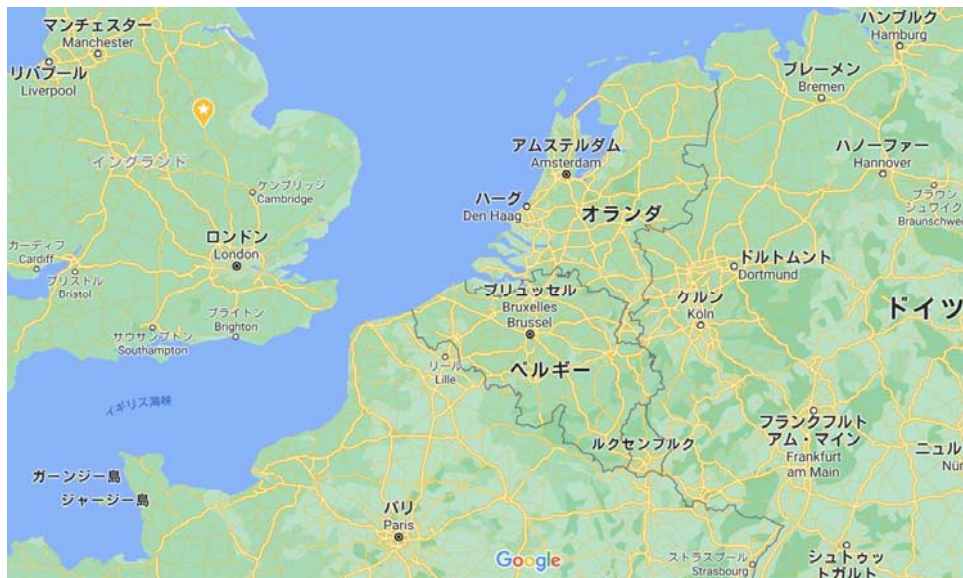 マンチェスター
Manchester
リバプール
Liverpool
イングランド
ケンブリッジ
Cambridge
カーディフ
Cardiff
ブリストル
Bristol
ロンドン
London
ブライトン
Brighton
サウサンプトン
Southampton
イギリス海峡
ガーンジー島
ジャージー島
アムステルダム
Amsterdam
ハーグ
Den Haag
オランダ
ブリュッセル
Bruxelles
Brussel
ベルギー
リール
Lille
ルクセンブルク
パリ
Paris
Google
ハンブルク
Hamburg
ブレーメン
Bremen
ハノーファー
Hannover
ブラウン
シュワイク
Braunschwe
ドルトムント
Dortmund
ケルン
Köln
ドイツ
フランクフルト
アム・マイン
Frankfurt
am Main
ニュル
Nür
ストラスブール
Strasbourg
シュトゥッ
トガルト